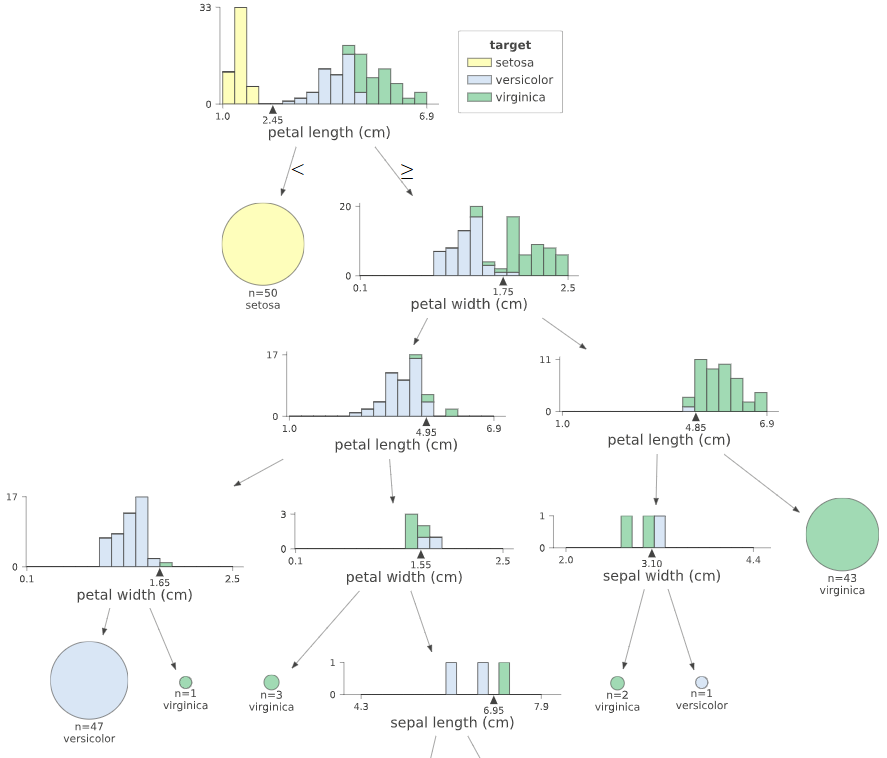 33
0
1.0
2.45
6.9
petal length (cm)
target
setosa
versicolor
virginica
<
≥
n=50
setosa
20
0
0.1
1.75
2.5
petal width (cm)
17
0
1.0
4.95
6.9
petal length (cm)
11
0
1.0
4.85
6.9
petal length (cm)
17
0
0.1
1.65
2.5
petal width (cm)
3
0
0.1
1.55
2.5
petal width (cm)
1
0
2.0
3.10
4.4
sepal width (cm)
n=43
virginica
n=47
versicolor
n=1
virginica
n=3
virginica
1
0
4.3
6.95
7.9
sepal length (cm)
n=2
virginica
n=1
versicolor